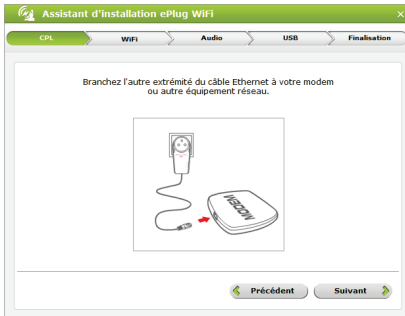 Assistant d'installation ePlug WiFi
CPL
WiFi
Audio
USB
Finalisation
Branchez l'autre extrémité du câble Ethernet à votre modem
ou autre équipement réseau.
MODEM
Précédent
Suivant